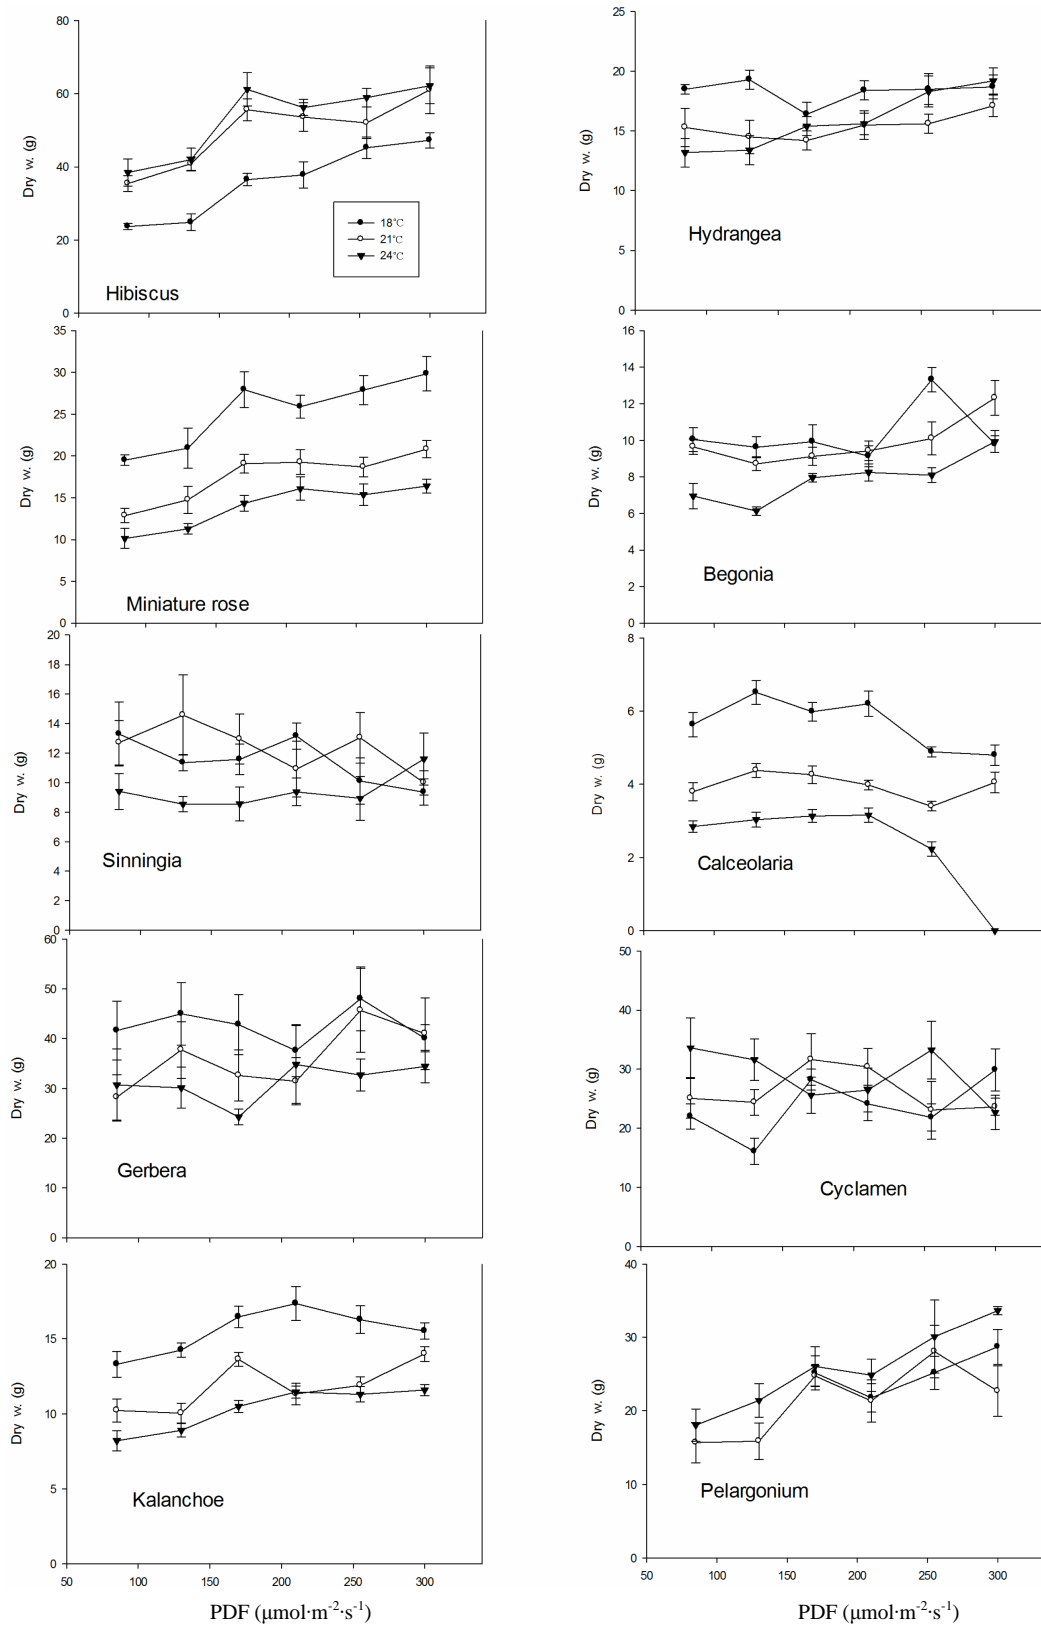 80
60
40
20
0
Dry w. (g)
18℃
21℃
24℃
Hibiscus
25
20
15
10
5
0
Dry w. (g)
Hydrangea
35
30
25
20
15
10
5
0
Dry w. (g)
Miniature rose
16
14
12
10
8
6
4
2
0
Dry w. (g)
Begonia
20
18
16
14
12
10
8
6
4
2
0
Dry w. (g)
Sinningia
8
6
4
2
0
Dry w. (g)
Calceolaria
60
50
40
30
20
10
0
Dry w. (g)
Gerbera
50
40
30
20
10
0
Dry w. (g)
Cyclamen
20
15
10
5
0
Dry w. (g)
Kalanchoe
50 100 150 200 250 300
PDF (μmol·m-2·s-1)
40
30
20
10
0
Dry w. (g)
Pelargonium
50 100 150 200 250 300
PDF (μmol·m-2·s-1)